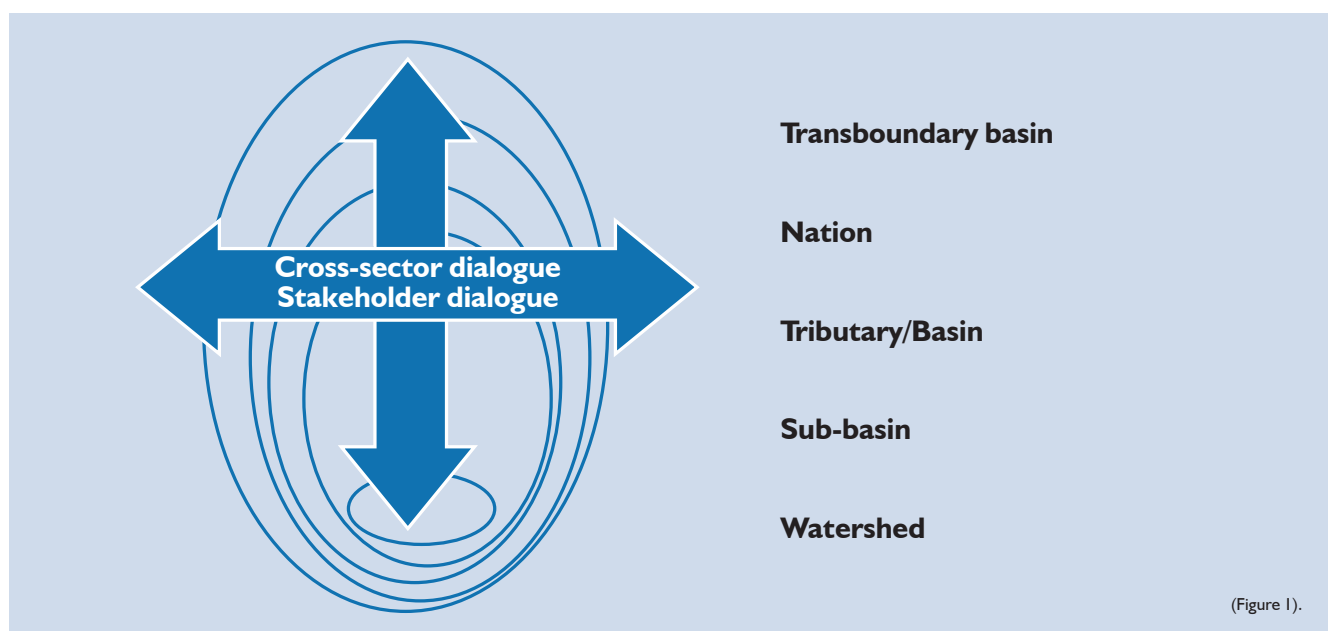 Transboundary basin
Nation
Cross-sector dialogue
Stakeholder dialogue
Tributary/Basin
Sub-basin
Watershed
(Figure 1).